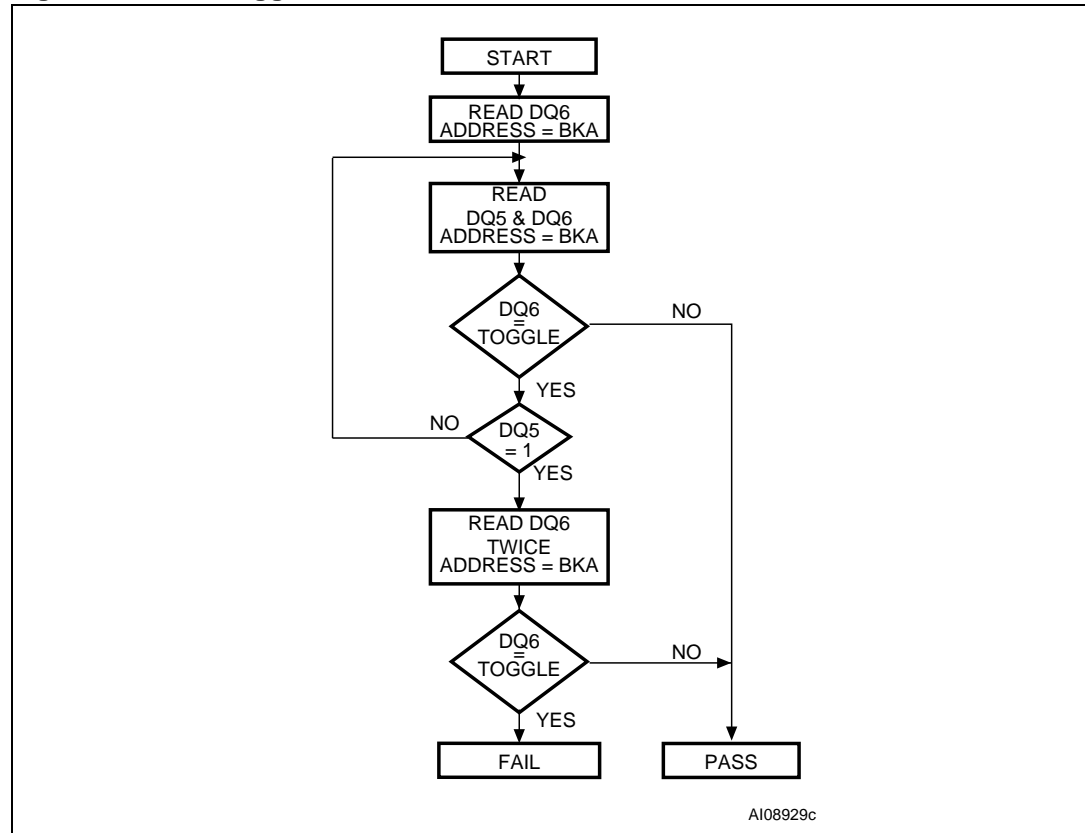 START
READ DQ6
ADDRESS = BKA
READ
DQ5 & DQ6
ADDRESS = BKA
DQ6
=
TOGGLE
NO
YES
NO
DQ5
= 1
YES
READ DQ6
TWICE
ADDRESS = BKA
DQ6
=
TOGGLE
NO
YES
FAIL
PASS
AI08929c